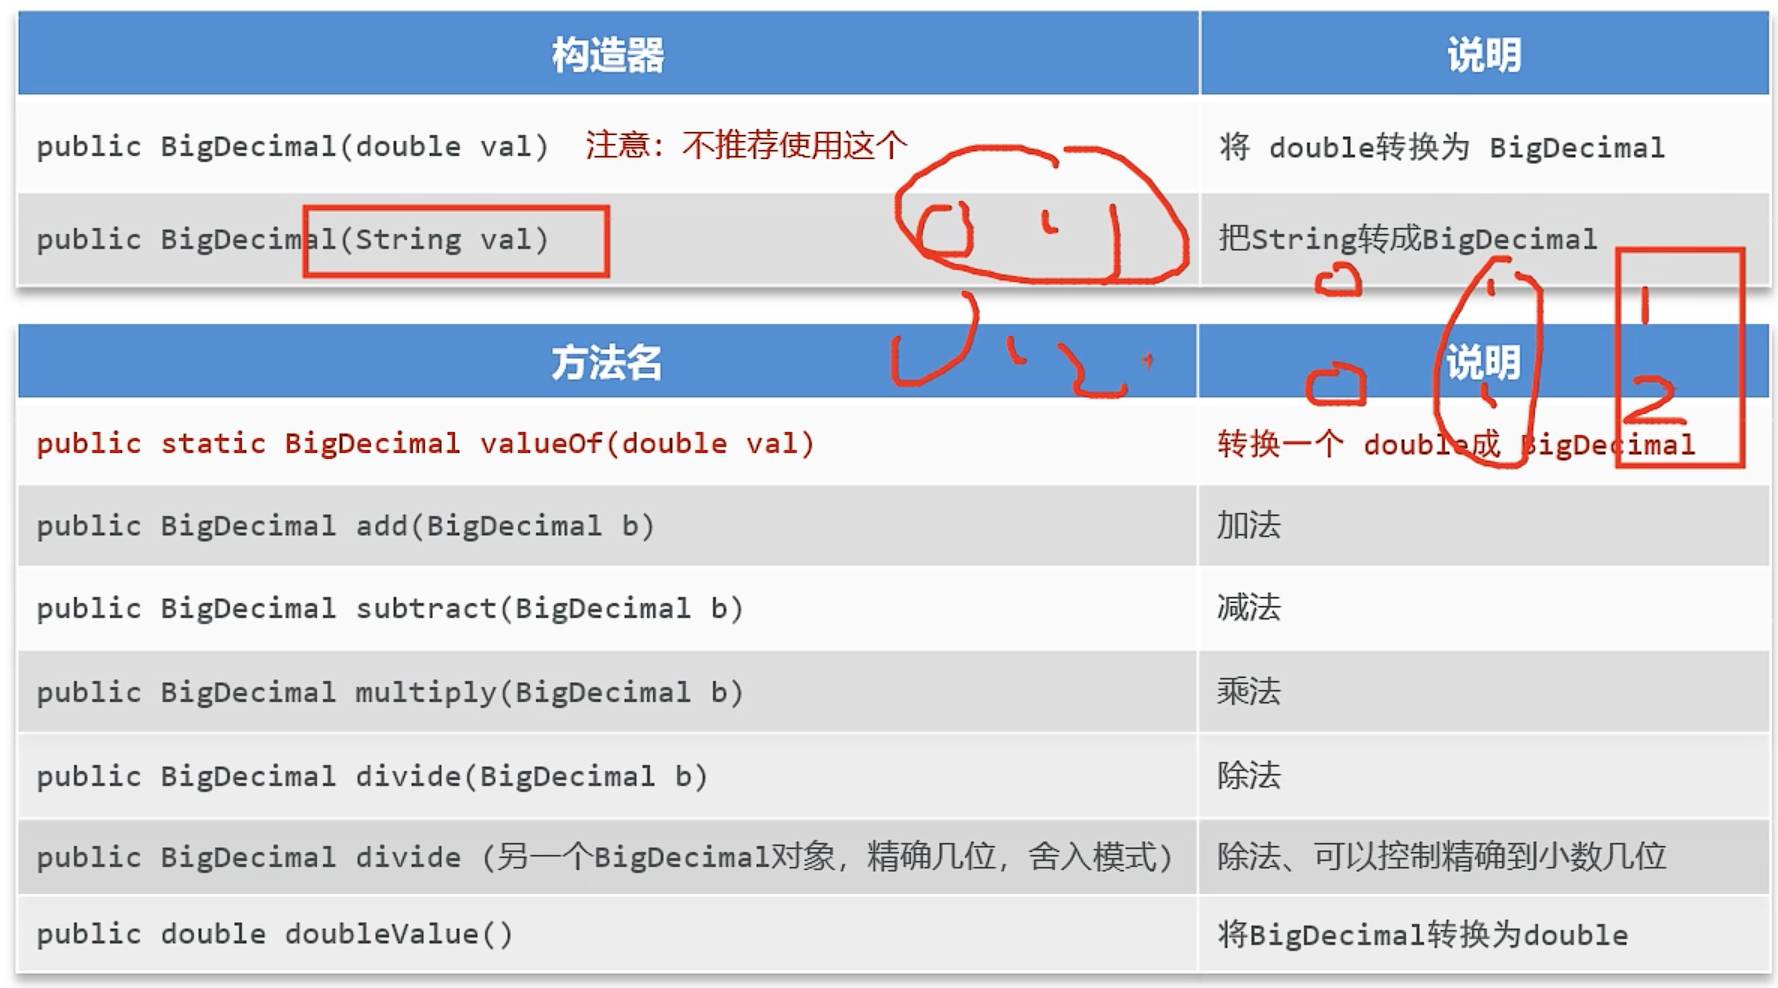 构造器 说明
public BigDecimal(double val) 注意：不推荐使用这个 将 double转换为 BigDecimal
public BigDecimal(String val) 0.1 把String转成BigDecimal
0 . 1
方法名 0.2 说明
0 . 2
public static BigDecimal valueOf(double val) 转换一个 double成 BigDecimal
public BigDecimal add(BigDecimal b) 加法
public BigDecimal subtract(BigDecimal b) 减法
public BigDecimal multiply(BigDecimal b) 乘法
public BigDecimal divide(BigDecimal b) 除法
public BigDecimal divide (另一个BigDecimal对象，精确几位，舍入模式) 除法、可以控制精确到小数几位
public double doubleValue() 将BigDecimal转换为double